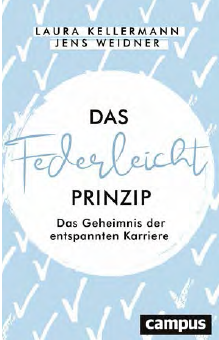 LAURA KELLERMANN
JENS WEIDNER
DAS
Federleicht
PRINZIP
Das Geheimnis der
entspannten Karriere
campus